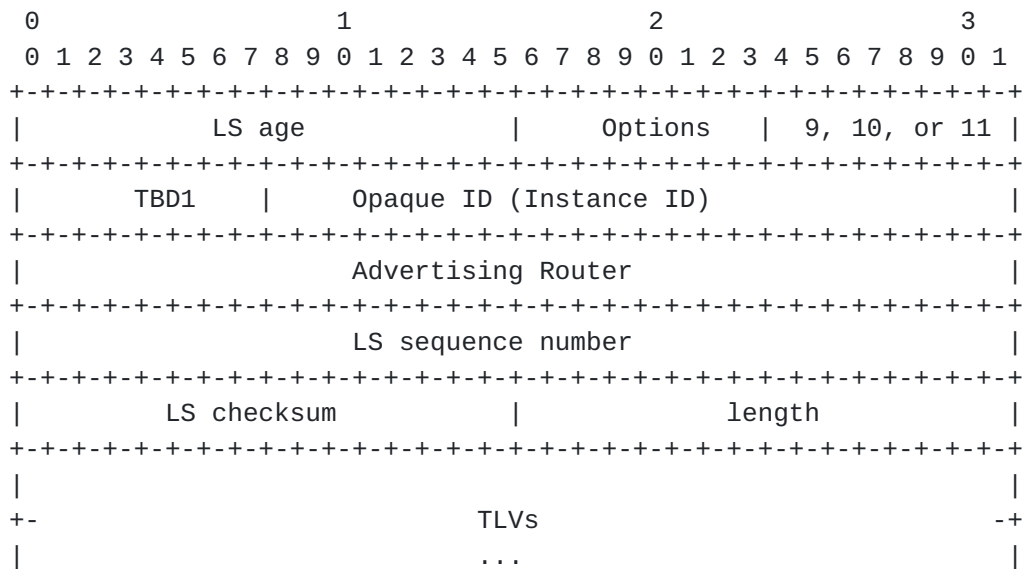 0                   1                   2                   3
 0 1 2 3 4 5 6 7 8 9 0 1 2 3 4 5 6 7 8 9 0 1 2 3 4 5 6 7 8 9 0 1
+-+-+-+-+-+-+-+-+-+-+-+-+-+-+-+-+-+-+-+-+-+-+-+-+-+-+-+-+-+-+-+-+
|            LS age             |     Options   |  9, 10, or 11 |
+-+-+-+-+-+-+-+-+-+-+-+-+-+-+-+-+-+-+-+-+-+-+-+-+-+-+-+-+-+-+-+-+
|       TBD1    |     Opaque ID (Instance ID)                   |
+-+-+-+-+-+-+-+-+-+-+-+-+-+-+-+-+-+-+-+-+-+-+-+-+-+-+-+-+-+-+-+-+
|                     Advertising Router                        |
+-+-+-+-+-+-+-+-+-+-+-+-+-+-+-+-+-+-+-+-+-+-+-+-+-+-+-+-+-+-+-+-+
|                     LS sequence number                        |
+-+-+-+-+-+-+-+-+-+-+-+-+-+-+-+-+-+-+-+-+-+-+-+-+-+-+-+-+-+-+-+-+
|         LS checksum           |             length            |
+-+-+-+-+-+-+-+-+-+-+-+-+-+-+-+-+-+-+-+-+-+-+-+-+-+-+-+-+-+-+-+-+
|                                                               |
+-                            TLVs                             -+
|                             ...                               |